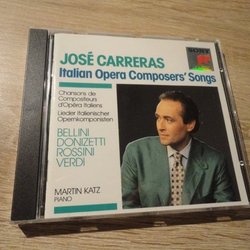 JOSÉ CARRERAS
SONY
Italian Opera Composers' Songs
Chansons de
Compositeurs
d'Opéra Italiens
Lieder italienischer
Opernkomponisten
BELLINI
DONIZETTI
ROSSINI
VERDI
MARTIN KATZ
PIANO